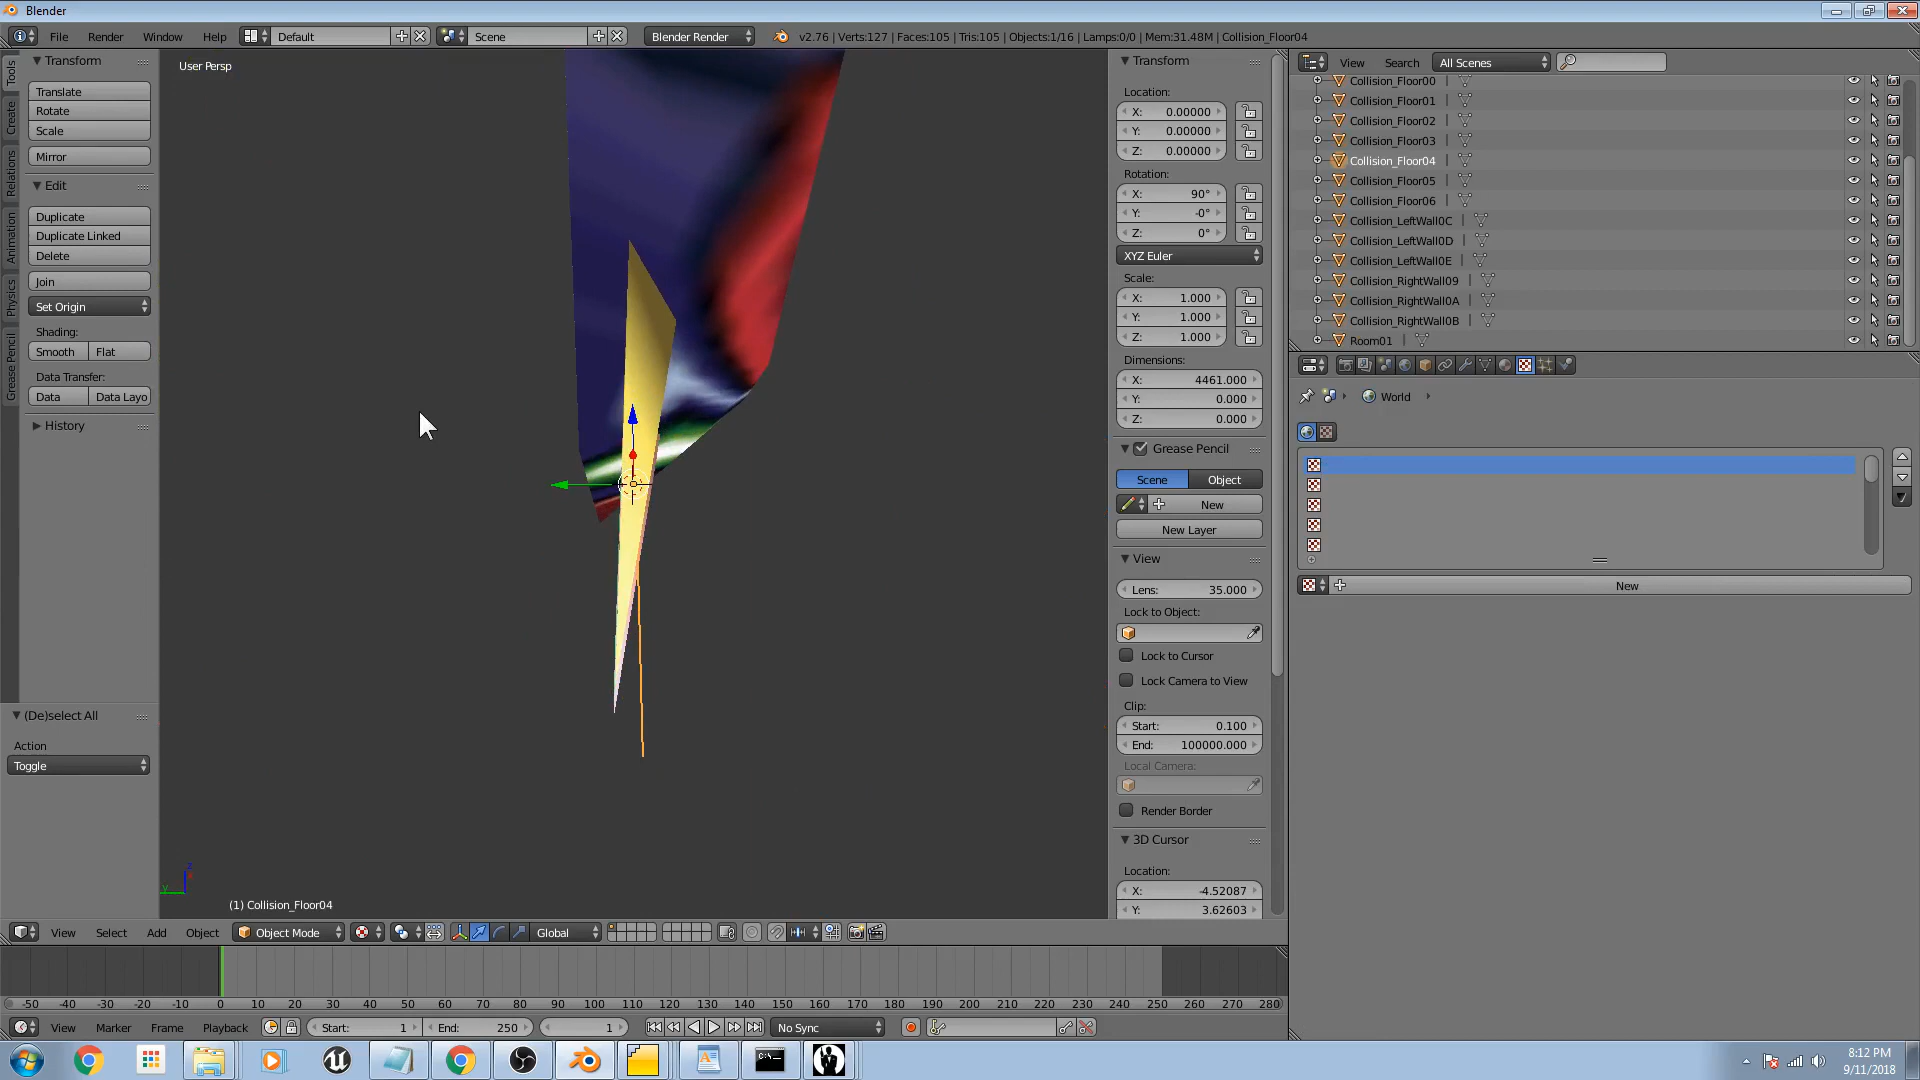 Blender
File Render Window Help Default Scene Blender Render v2.76 | Verts:127 | Faces:105 | Tris:105 | Objects:1/16 | Lamps:0/0 | Mem:31.48M | Collision_Floor04
Tools
Create
Relations
Animation
Physics
Grease Pencil
Transform
Translate
Rotate
Scale
Mirror
Edit
Duplicate
Duplicate Linked
Delete
Join
Set Origin
Shading:
Smooth Flat
Data Transfer:
Data Data Layo
History
(De)select All
Action
Toggle
User Persp
z
y
(1) Collision_Floor04
Transform
Location:
X: 0.00000
Y: 0.00000
Z: 0.00000
Rotation:
X: 90°
Y: -0°
Z: 0°
XYZ Euler
Scale:
X: 1.000
Y: 1.000
Z: 1.000
Dimensions:
X: 4461.000
Y: 0.000
Z: 0.000
Grease Pencil
Scene Object
New
New Layer
View
Lens: 35.000
Lock to Object:
Lock to Cursor
Lock Camera to View
Clip:
Start: 0.100
End: 100000.000
Local Camera:
Render Border
3D Cursor
Location:
X: -4.52087
Y: 3.62603
View Search All Scenes
Collision_Floor00
Collision_Floor01
Collision_Floor02
Collision_Floor03
Collision_Floor04
Collision_Floor05
Collision_Floor06
Collision_LeftWall0C
Collision_LeftWall0D
Collision_LeftWall0E
Collision_RightWall09
Collision_RightWall0A
Collision_RightWall0B
Room01
World
New
View Select Add Object Object Mode Global
-50 -40 -30 -20 -10 0 10 20 30 40 50 60 70 80 90 100 110 120 130 140 150 160 170 180 190 200 210 220 230 240 250 260 270 280
View Marker Frame Playback Start: 1 End: 250 1 No Sync
8:12 PM
9/11/2018